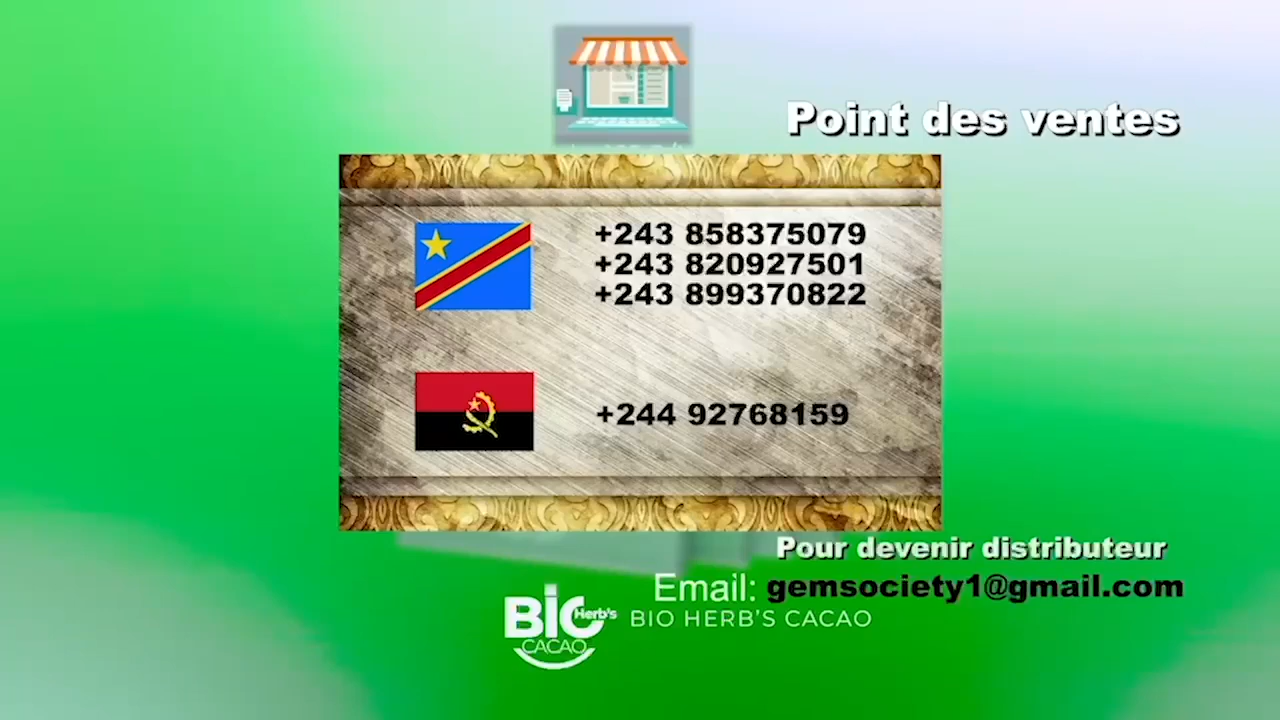 Point des ventes
+243 858375079
+243 820927501
+243 899370822
+244 92768159
Pour devenir distributeur
Email: gemsociety1@gmail.com
BIO Herb's
CACAO
BIO HERB'S CACAO